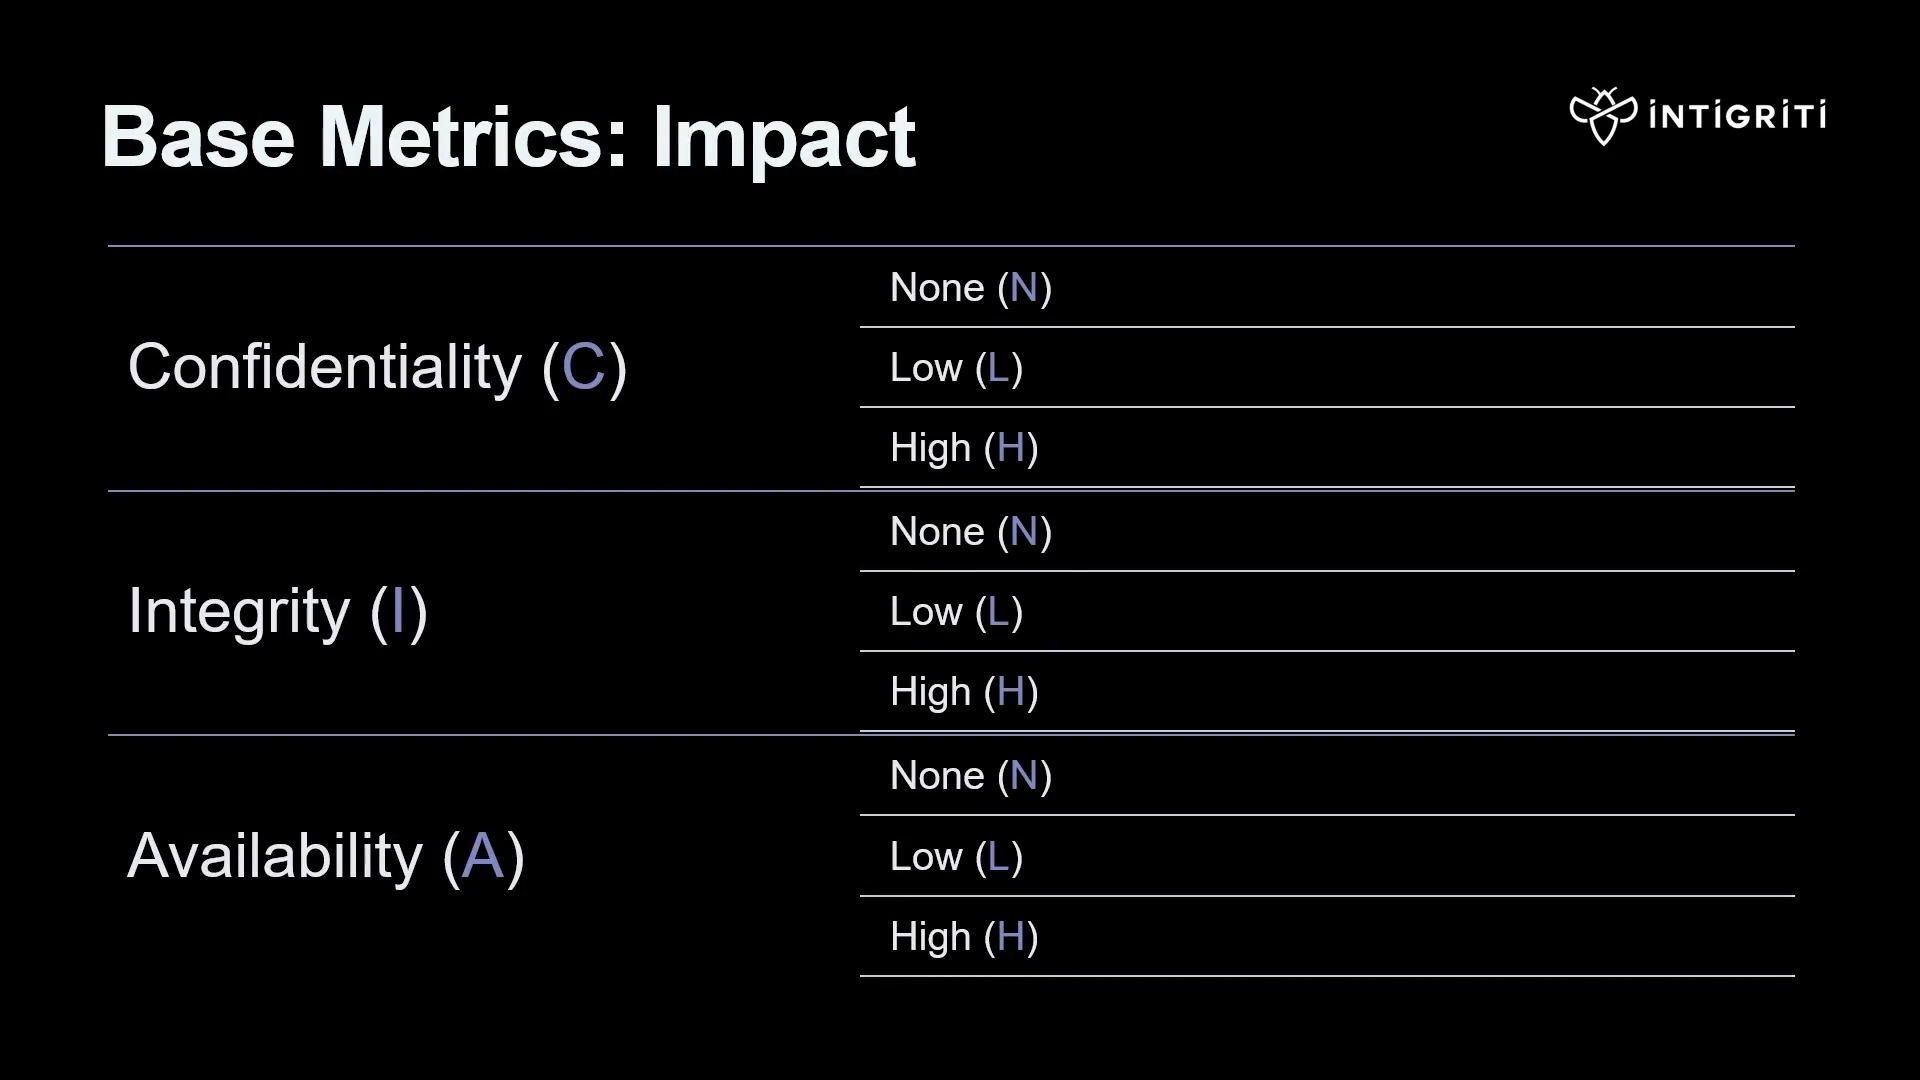 Base Metrics: Impact
INTIGRITI
Confidentiality (C)
None (N)
Low (L)
High (H)
Integrity (I)
None (N)
Low (L)
High (H)
Availability (A)
None (N)
Low (L)
High (H)